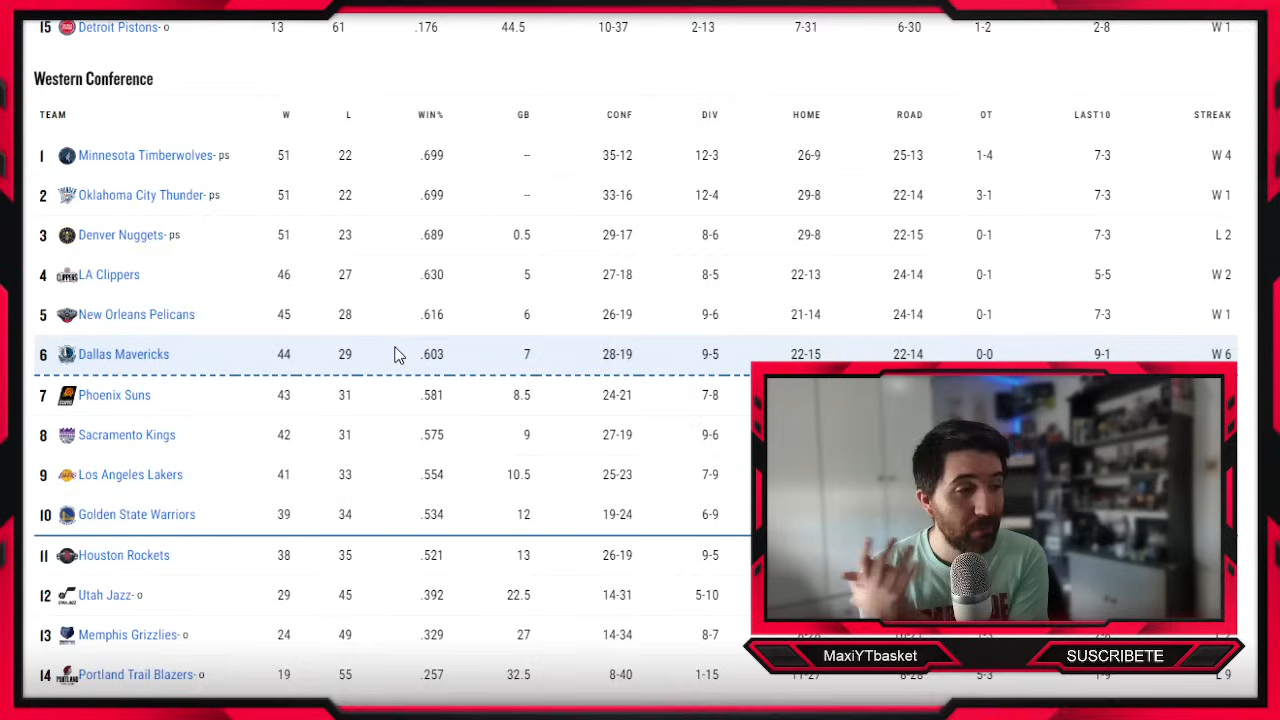 15 Detroit Pistons- o 13 61 .176 44.5 10-37 2-13 7-31 6-30 1-2 2-8 W 1
Western Conference
TEAM W L WIN% GB CONF DIV HOME ROAD OT LAST10 STREAK
1 Minnesota Timberwolves- ps 51 22 .699 -- 35-12 12-3 26-9 25-13 1-4 7-3 W 4
2 Oklahoma City Thunder- ps 51 22 .699 -- 33-16 12-4 29-8 22-14 3-1 7-3 W 1
3 Denver Nuggets- ps 51 23 .689 0.5 29-17 8-6 29-8 22-15 0-1 7-3 L 2
4 LA Clippers 46 27 .630 5 27-18 8-5 22-13 24-14 0-1 5-5 W 2
5 New Orleans Pelicans 45 28 .616 6 26-19 9-6 21-14 24-14 0-1 7-3 W 1
6 Dallas Mavericks 44 29 .603 7 28-19 9-5 22-15 22-14 0-0 9-1 W 6
7 Phoenix Suns 43 31 .581 8.5 24-21 7-8
8 Sacramento Kings 42 31 .575 9 27-19 9-6
9 Los Angeles Lakers 41 33 .554 10.5 25-23 7-9
10 Golden State Warriors 39 34 .534 12 19-24 6-9
11 Houston Rockets 38 35 .521 13 26-19 9-5
12 Utah Jazz- o 29 45 .392 22.5 14-31 5-10
13 Memphis Grizzlies- o 24 49 .329 27 14-34 8-7
14 Portland Trail Blazers- o 19 55 .257 32.5 8-40 1-15 11-27 8-28 5-3 1-9 L 9
MaxiYTbasket
SUSCRIBETE